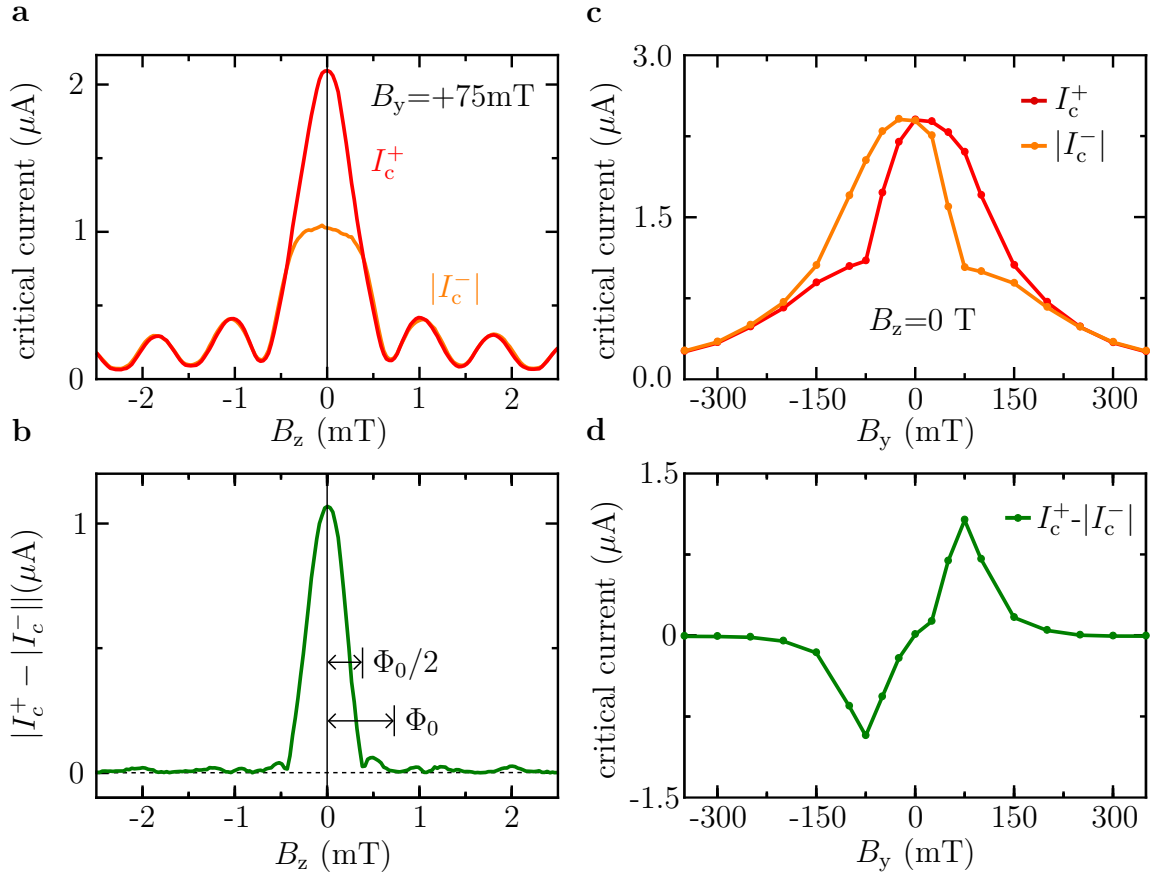 a
critical current (μA)
2
1
0
-2 -1 0 1 2
B_z (mT)
B_y=+75mT
I_c^+
|I_c^-|
b
|I_c^+ − |I_c^-||(μA)
1
0
-2 -1 0 1 2
B_z (mT)
Φ_0/2
Φ_0
c
critical current (μA)
3.0
1.5
0.0
-300 -150 0 150 300
B_y (mT)
I_c^+
|I_c^-|
B_z=0 T
d
critical current (μA)
1.5
0
-1.5
-300 -150 0 150 300
B_y (mT)
I_c^+-|I_c^-|